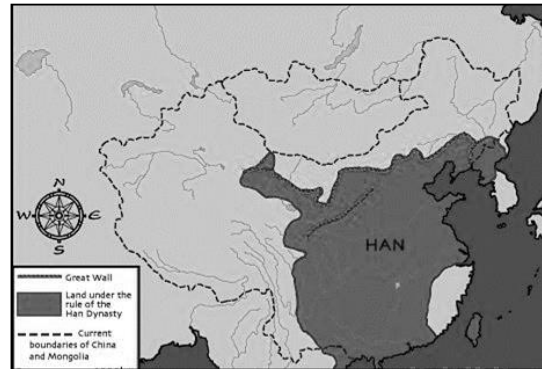 N
W
E
S
HAN
Great Wall
Land under the
rule of the
Han Dynasty
Current
boundaries of China
and Mongolia